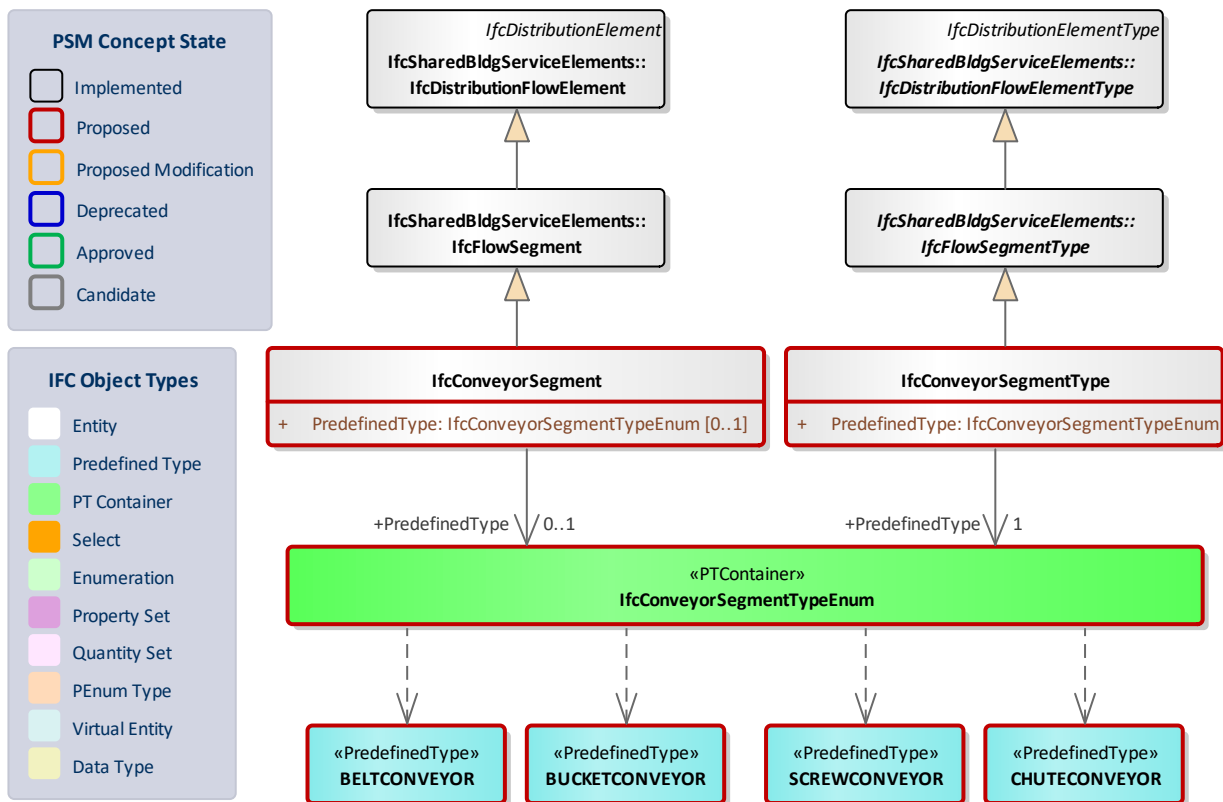 PSM Concept State
Implemented
Proposed
Proposed Modification
Deprecated
Approved
Candidate
IFC Object Types
Entity
Predefined Type
PT Container
Select
Enumeration
Property Set
Quantity Set
PEnum Type
Virtual Entity
Data Type
IfcDistributionElement
IfcSharedBldgServiceElements::
IfcDistributionFlowElement
IfcDistributionElementType
IfcSharedBldgServiceElements::
IfcDistributionFlowElementType
IfcSharedBldgServiceElements::
IfcFlowSegment
IfcSharedBldgServiceElements::
IfcFlowSegmentType
IfcConveyorSegment
+ PredefinedType: IfcConveyorSegmentTypeEnum [0..1]
IfcConveyorSegmentType
+ PredefinedType: IfcConveyorSegmentTypeEnum
+PredefinedType 0..1
+PredefinedType 1
«PTContainer»
IfcConveyorSegmentTypeEnum
«PredefinedType»
BELTCONVEYOR
«PredefinedType»
BUCKETCONVEYOR
«PredefinedType»
SCREWCONVEYOR
«PredefinedType»
CHUTECONVEYOR